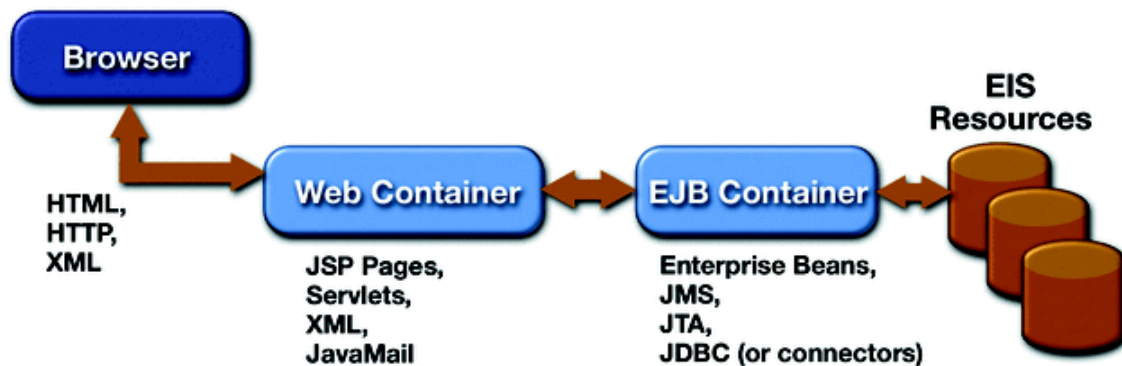 Browser
EIS
Resources
Web Container
EJB Container
HTML,
HTTP,
XML
JSP Pages,
Servlets,
XML,
JavaMail
Enterprise Beans,
JMS,
JTA,
JDBC (or connectors)